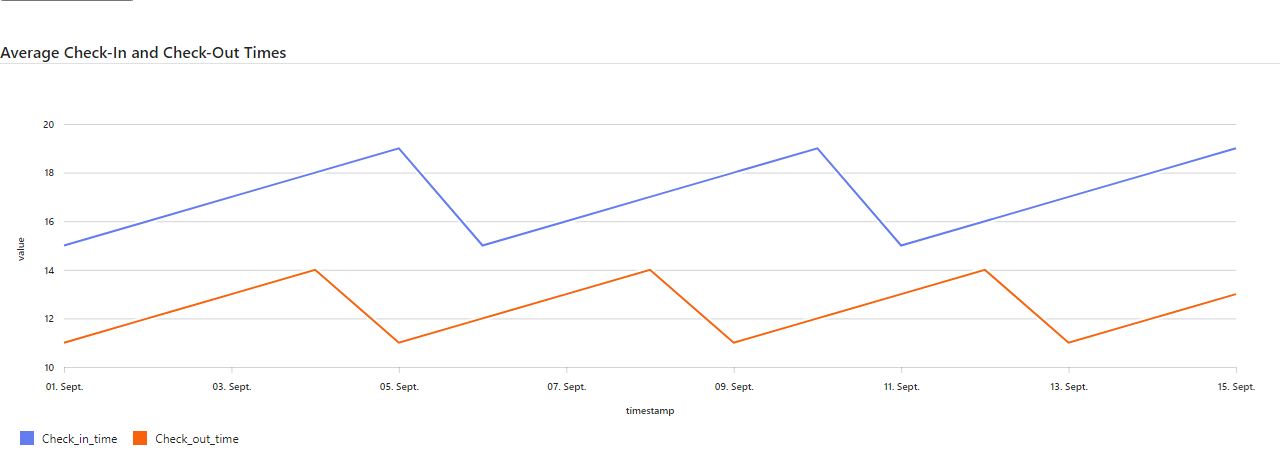 Average Check-In and Check-Out Times
20
18
16
14
12
10
value
01. Sept. 03. Sept. 05. Sept. 07. Sept. 09. Sept. 11. Sept. 13. Sept. 15. Sept.
timestamp
Check_in_time Check_out_time